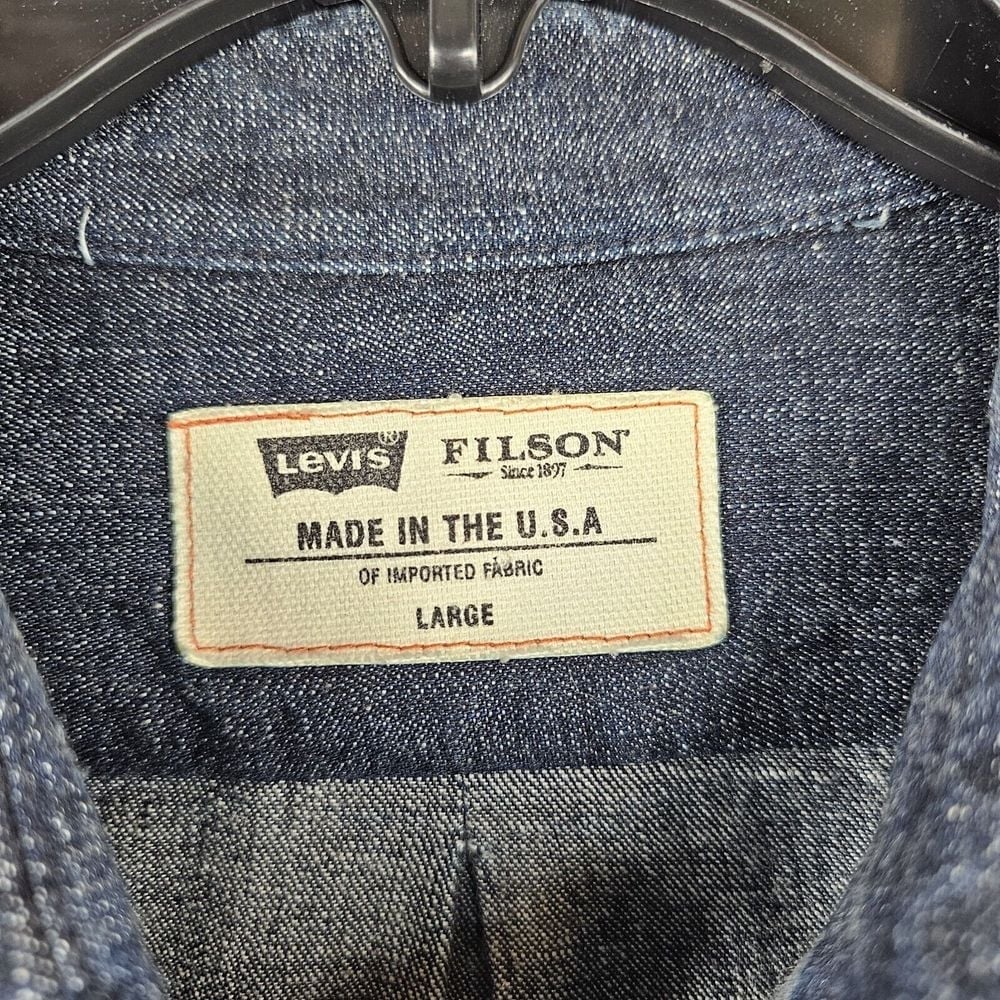 LEVI'S® FILSON®
Since 1897
MADE IN THE U.S.A
OF IMPORTED FABRIC
LARGE